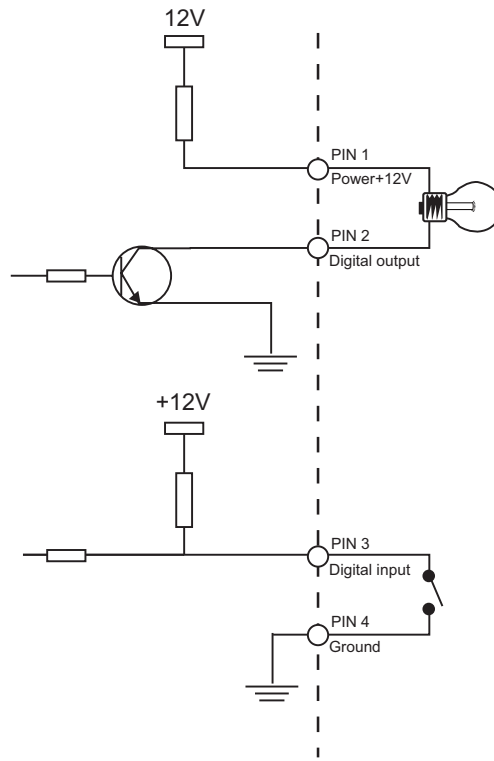 12V
PIN 1
Power+12V
PIN 2
Digital output
+12V
PIN 3
Digital input
PIN 4
Ground